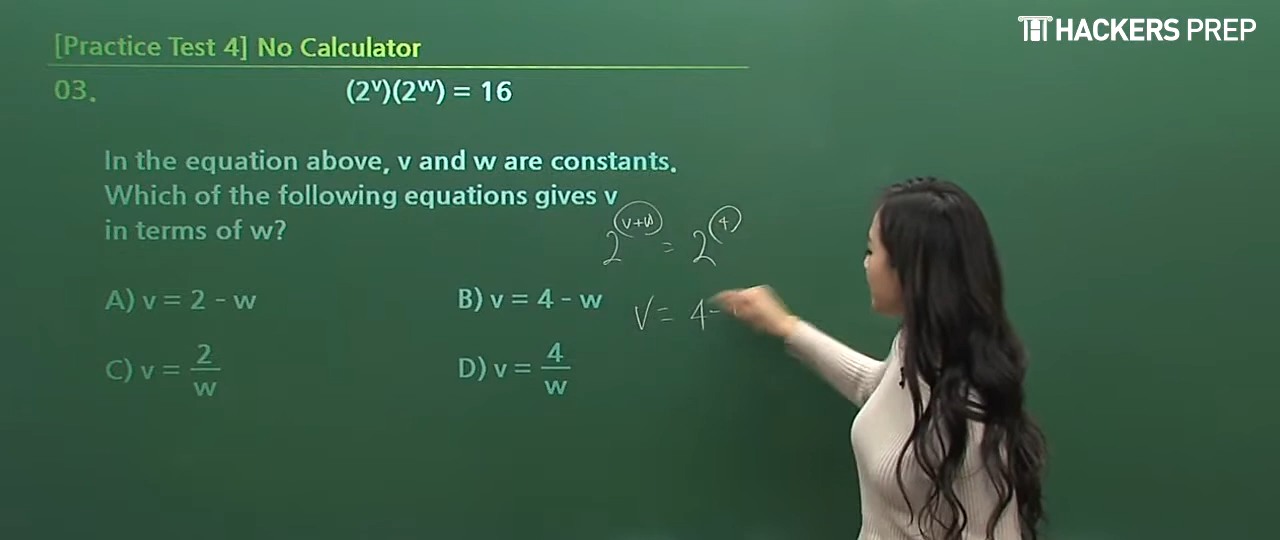 HACKERS PREP
[Practice Test 4] No Calculator
03.
(2ᵛ)(2ʷ) = 16
In the equation above, v and w are constants.
Which of the following equations gives v
in terms of w?
2^(v+w) = 2^(4)
A) v = 2 - w
B) v = 4 - w
v = 4 -
C) v = 2/w
D) v = 4/w